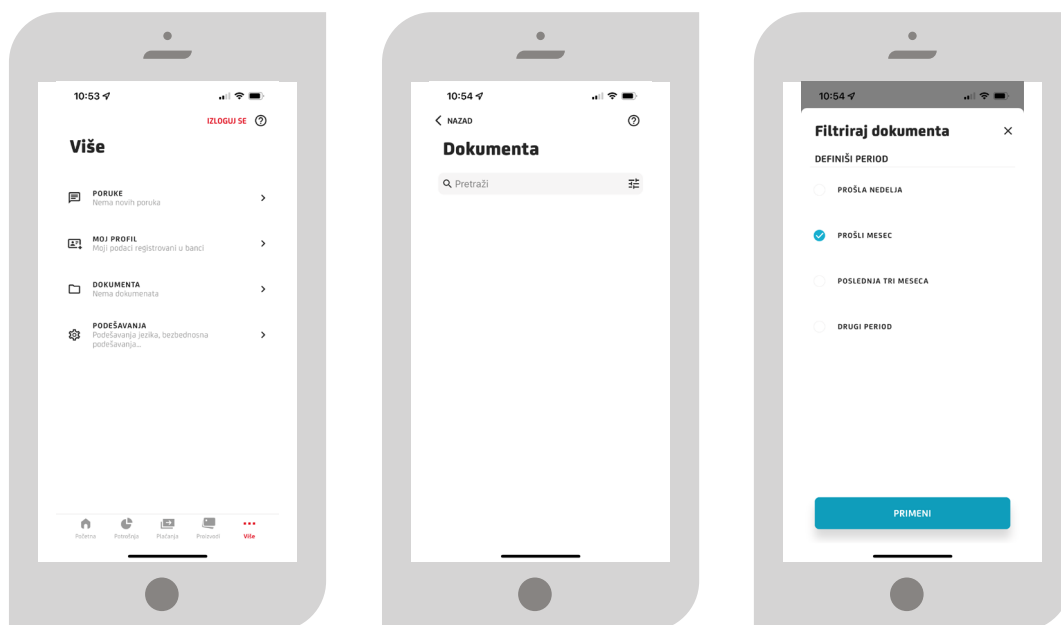 10:53
IZLOGUJ SE
Više
PORUKE
Nema novih poruka
MOJ PROFIL
Moji podaci registrovani u banci
DOKUMENTA
Nema dokumenata
PODEŠAVANJA
Podešavanja jezika, bezbednosna
podešavanja...
Početna Potrošnja Plaćanja Proizvodi Više
10:54
NAZAD
Dokumenta
Pretraži
10:54
Filtriraj dokumenta
DEFINIŠI PERIOD
PROŠLA NEDELJA
PROŠLI MESEC
POSLEDNJA TRI MESECA
DRUGI PERIOD
PRIMENI